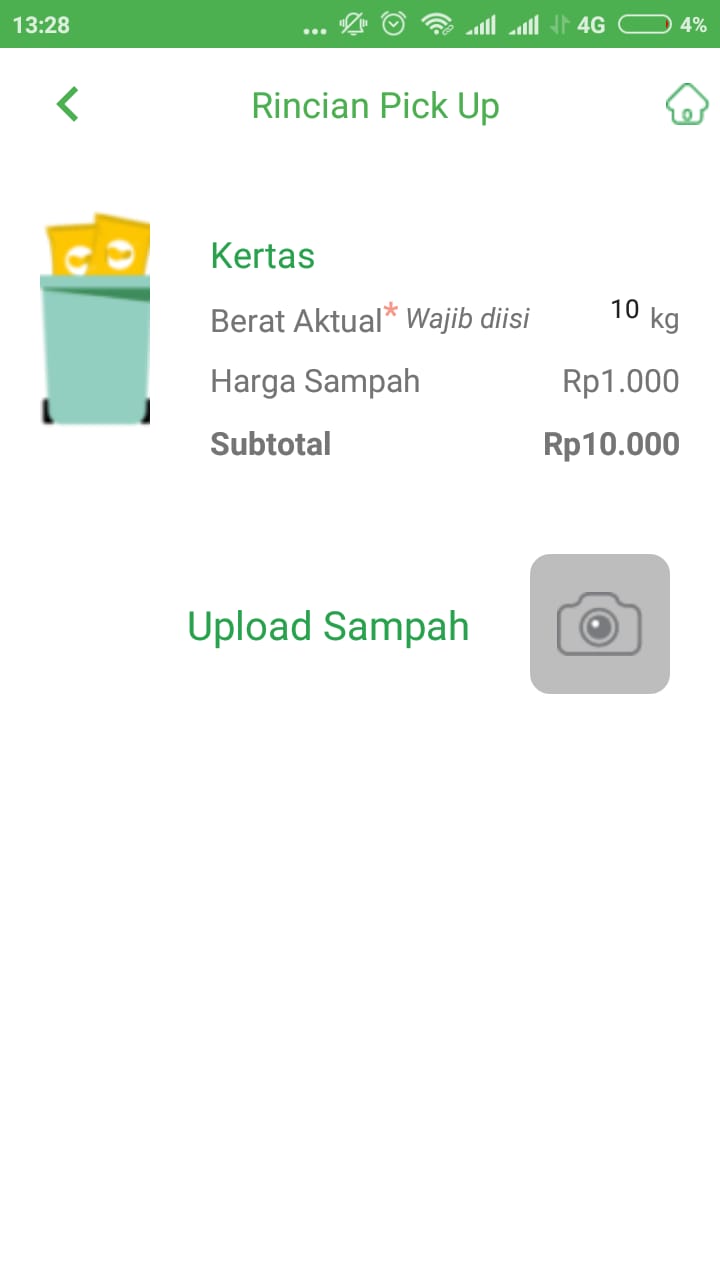 13:28 ... 4G 4%
Rincian Pick Up
Kertas
Berat Aktual* Wajib diisi 10 kg
Harga Sampah Rp1.000
Subtotal Rp10.000
Upload Sampah